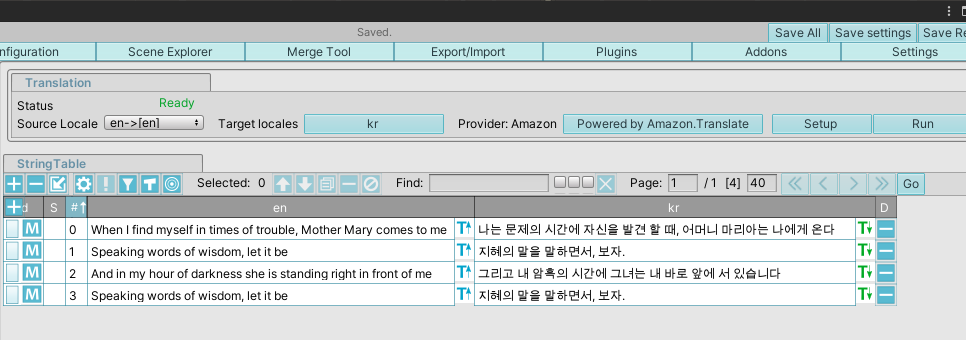 Saved.
Save All Save settings Save Re
nfiguration Scene Explorer Merge Tool Export/Import Plugins Addons Settings
Translation
Status Ready
Source Locale en->[en] Target locales kr Provider: Amazon Powered by Amazon.Translate Setup Run
StringTable
Selected: 0 Find: Page: 1 / 1 [4] 40 Go
d S # en kr D
M 0 When I find myself in times of trouble, Mother Mary comes to me T 나는 문제의 시간에 자신을 발견 할 때, 어머니 마리아는 나에게 온다 T
M 1 Speaking words of wisdom, let it be T 지혜의 말을 말하면서, 보자. T
M 2 And in my hour of darkness she is standing right in front of me T 그리고 내 암흑의 시간에 그녀는 내 바로 앞에 서 있습니다 T
M 3 Speaking words of wisdom, let it be T 지혜의 말을 말하면서, 보자. T